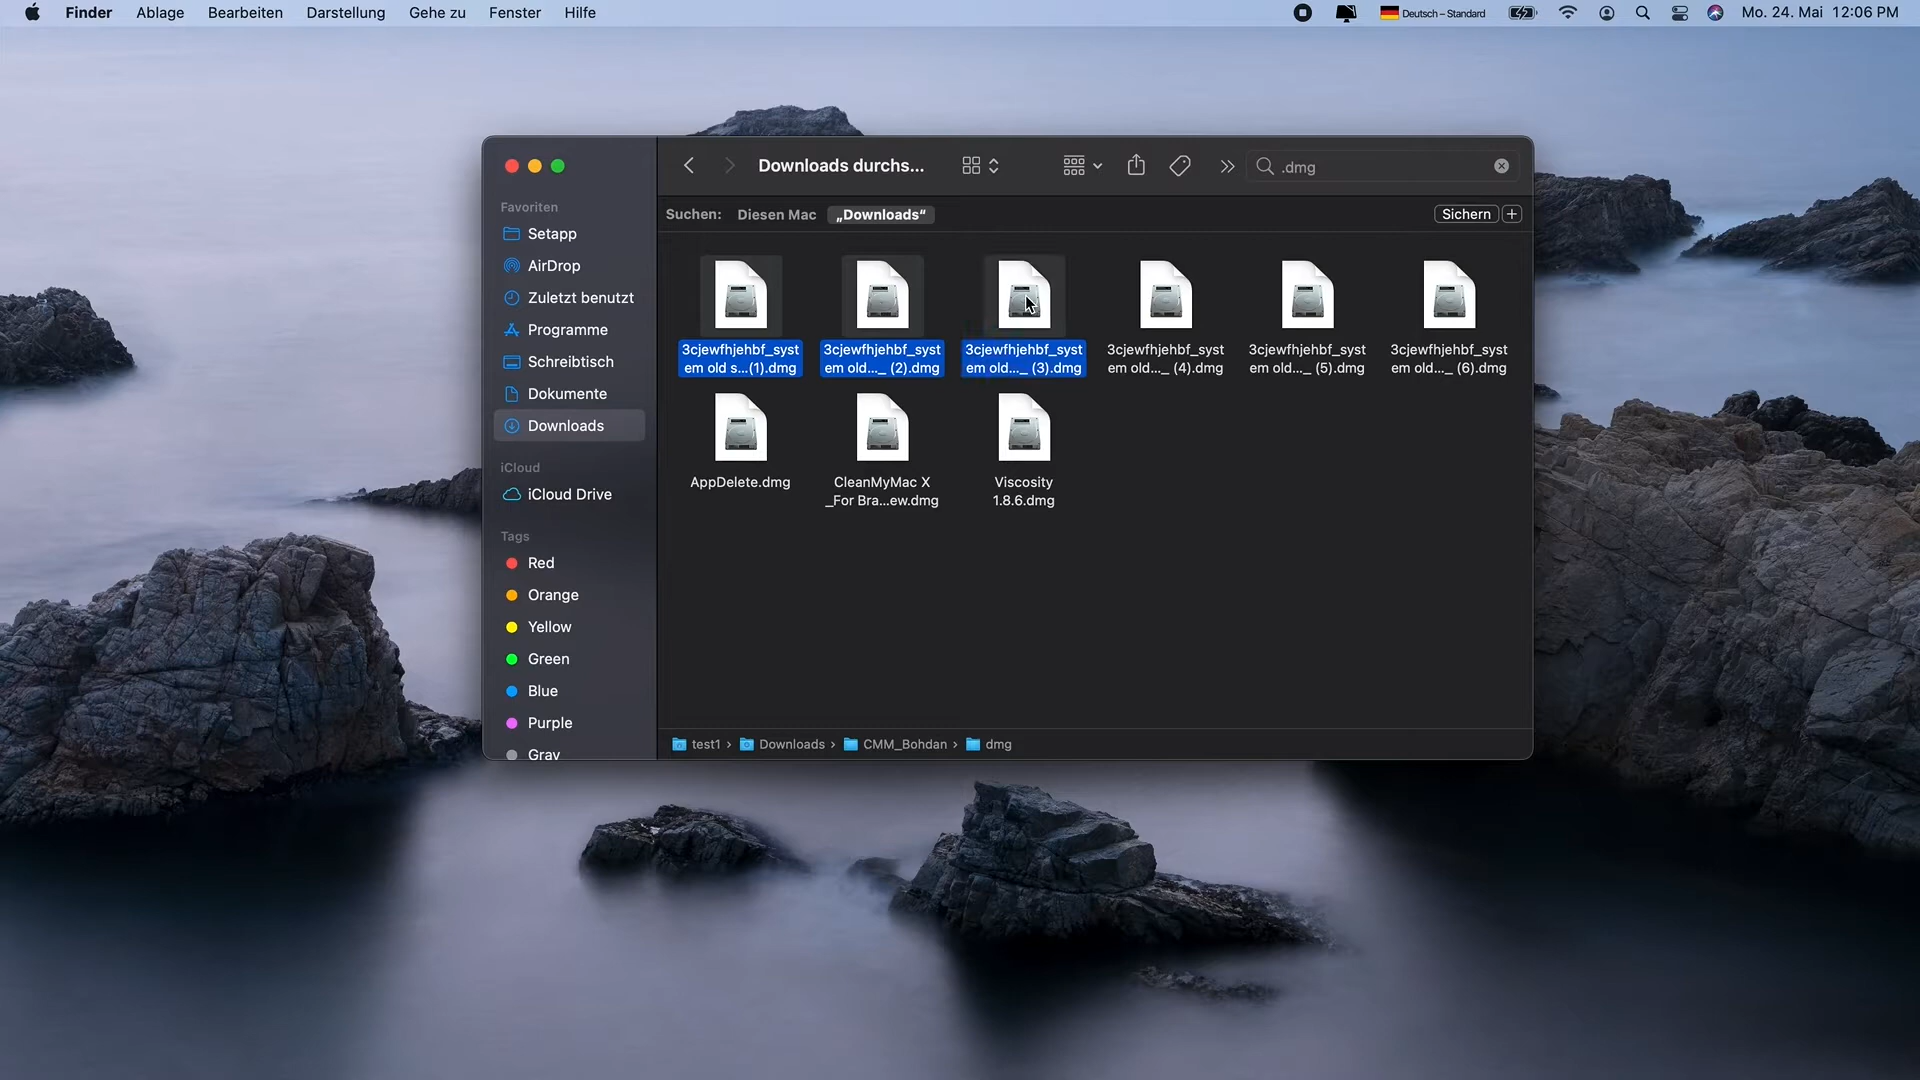 Finder Ablage Bearbeiten Darstellung Gehe zu Fenster Hilfe Deutsch – Standard Mo. 24. Mai 12:06 PM
Downloads durchs... .dmg
Suchen: Diesen Mac „Downloads“ Sichern +
Favoriten
Setapp
AirDrop
Zuletzt benutzt
Programme
Schreibtisch
Dokumente
Downloads
iCloud
iCloud Drive
Tags
Red
Orange
Yellow
Green
Blue
Purple
Gray
3cjewfhjehbf_syst
em old s...(1).dmg
3cjewfhjehbf_syst
em old..._ (2).dmg
3cjewfhjehbf_syst
em old..._ (3).dmg
3cjewfhjehbf_syst
em old..._ (4).dmg
3cjewfhjehbf_syst
em old..._ (5).dmg
3cjewfhjehbf_syst
em old..._ (6).dmg
AppDelete.dmg
CleanMyMac X
_For Bra...ew.dmg
Viscosity
1.8.6.dmg
test1 › Downloads › CMM_Bohdan › dmg